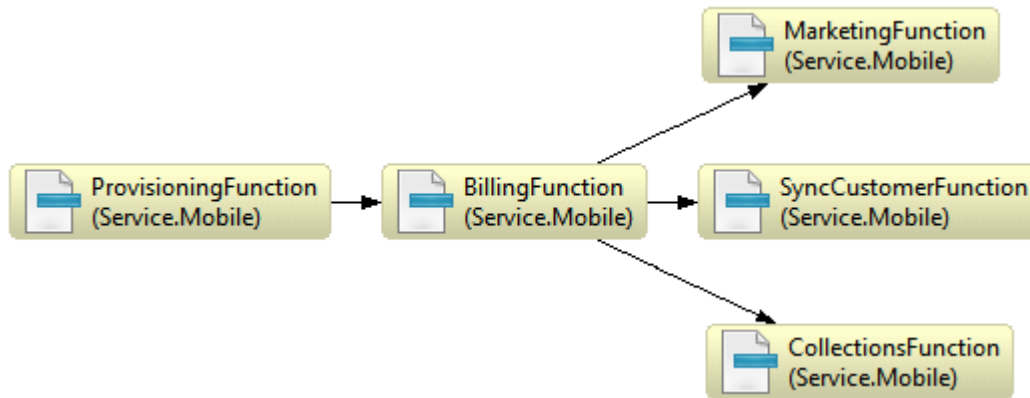 MarketingFunction
(Service.Mobile)
ProvisioningFunction
(Service.Mobile)
BillingFunction
(Service.Mobile)
SyncCustomerFunction
(Service.Mobile)
CollectionsFunction
(Service.Mobile)